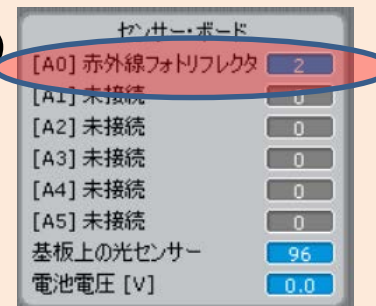 センサー・ボード
[A0] 赤外線フォトリフレクタ 2
[A1] 未接続 0
[A2] 未接続 0
[A3] 未接続 0
[A4] 未接続 0
[A5] 未接続 0
基板上の光センサー 96
電池電圧 [V] 0.0